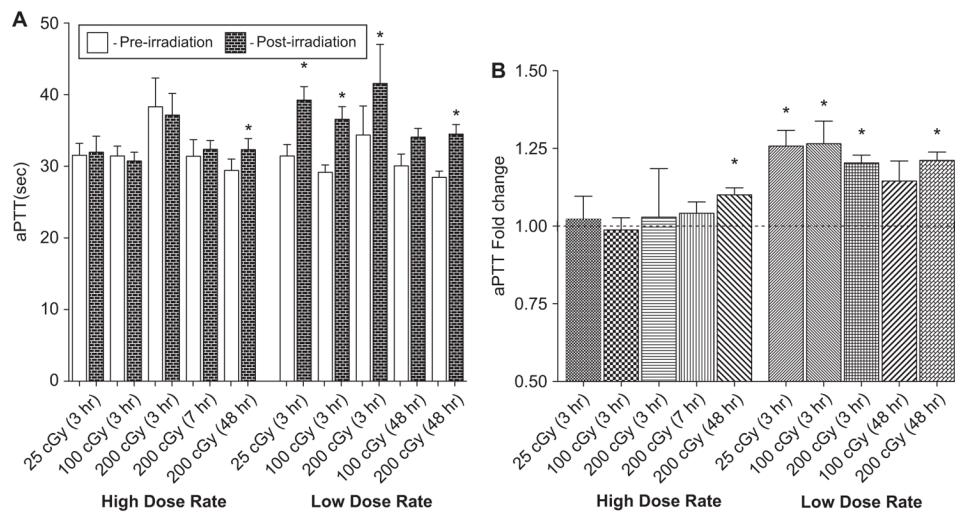 A
50
40
30
20
10
0
aPTT(sec)
- Pre-irradiation
- Post-irradiation
*
*
*
*
*
25 cGy (3 hr)
100 cGy (3 hr)
200 cGy (3 hr)
200 cGy (7 hr)
200 cGy (48 hr)
25 cGy (3 hr)
100 cGy (3 hr)
200 cGy (3 hr)
100 cGy (48 hr)
200 cGy (48 hr)
High Dose Rate
Low Dose Rate
B
1.50
1.25
1.00
0.75
0.50
aPTT Fold change
*
*
*
*
*
25 cGy (3 hr)
100 cGy (3 hr)
200 cGy (3 hr)
200 cGy (7 hr)
200 cGy (48 hr)
25 cGy (3 hr)
100 cGy (3 hr)
200 cGy (3 hr)
100 cGy (48 hr)
200 cGy (48 hr)
High Dose Rate
Low Dose Rate